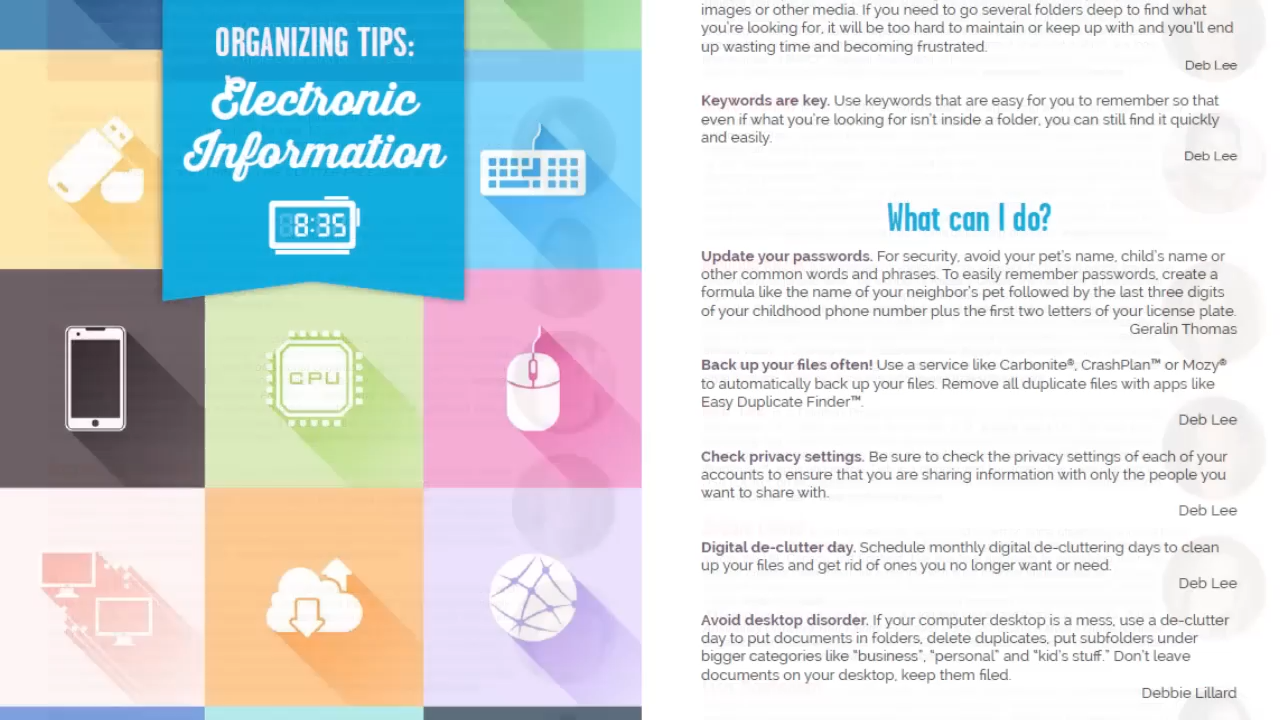 ORGANIZING TIPS:
Electronic
Information
8:35
CPU
images or other media. If you need to go several folders deep to find what
you're looking for, it will be too hard to maintain or keep up with and you'll end
up wasting time and becoming frustrated.
Deb Lee
Keywords are key. Use keywords that are easy for you to remember so that
even if what you're looking for isn't inside a folder, you can still find it quickly
and easily.
Deb Lee
What can I do?
Update your passwords. For security, avoid your pet's name, child's name or
other common words and phrases. To easily remember passwords, create a
formula like the name of your neighbor's pet followed by the last three digits
of your childhood phone number plus the first two letters of your license plate.
Geralin Thomas
Back up your files often! Use a service like Carbonite®, CrashPlan™ or Mozy®
to automatically back up your files. Remove all duplicate files with apps like
Easy Duplicate Finder™.
Deb Lee
Check privacy settings. Be sure to check the privacy settings of each of your
accounts to ensure that you are sharing information with only the people you
want to share with.
Deb Lee
Digital de-clutter day. Schedule monthly digital de-cluttering days to clean
up your files and get rid of ones you no longer want or need.
Deb Lee
Avoid desktop disorder. If your computer desktop is a mess, use a de-clutter
day to put documents in folders, delete duplicates, put subfolders under
bigger categories like "business", "personal" and "kid's stuff." Don't leave
documents on your desktop, keep them filed.
Debbie Lillard